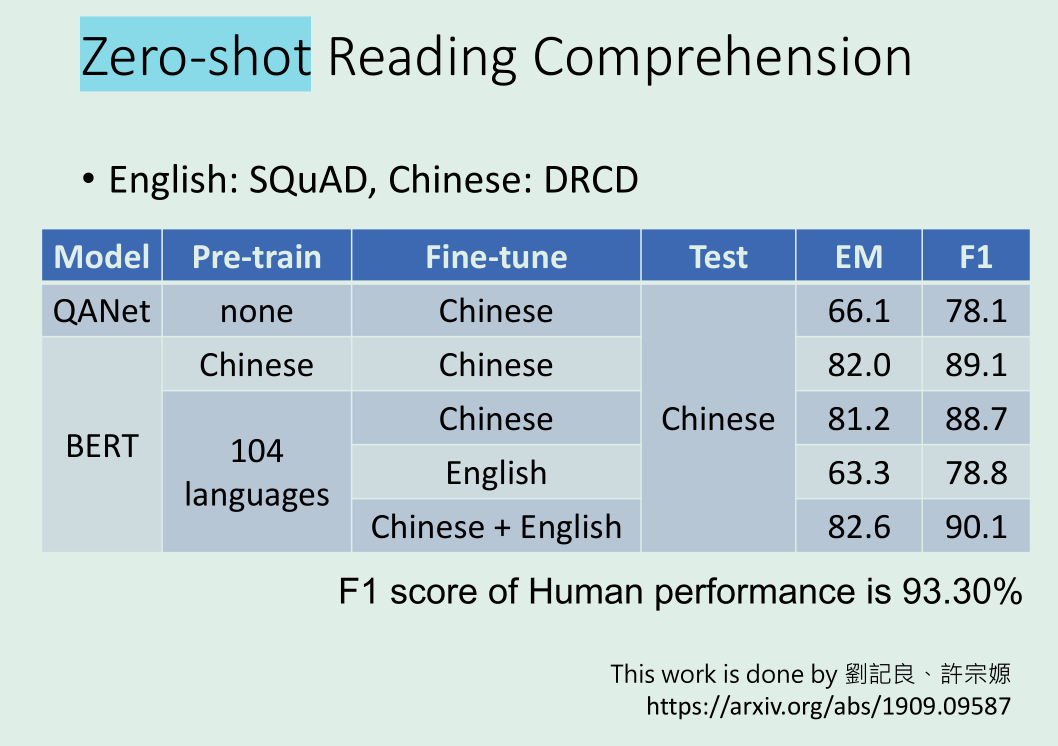 Zero-shot Reading Comprehension
• English: SQuAD, Chinese: DRCD
Model Pre-train Fine-tune Test EM F1
QANet none Chinese 66.1 78.1
Chinese Chinese 82.0 89.1
Chinese Chinese 81.2 88.7
BERT 104
languages
English 63.3 78.8
Chinese + English 82.6 90.1
F1 score of Human performance is 93.30%
This work is done by 劉記良、許宗嫄
https://arxiv.org/abs/1909.09587